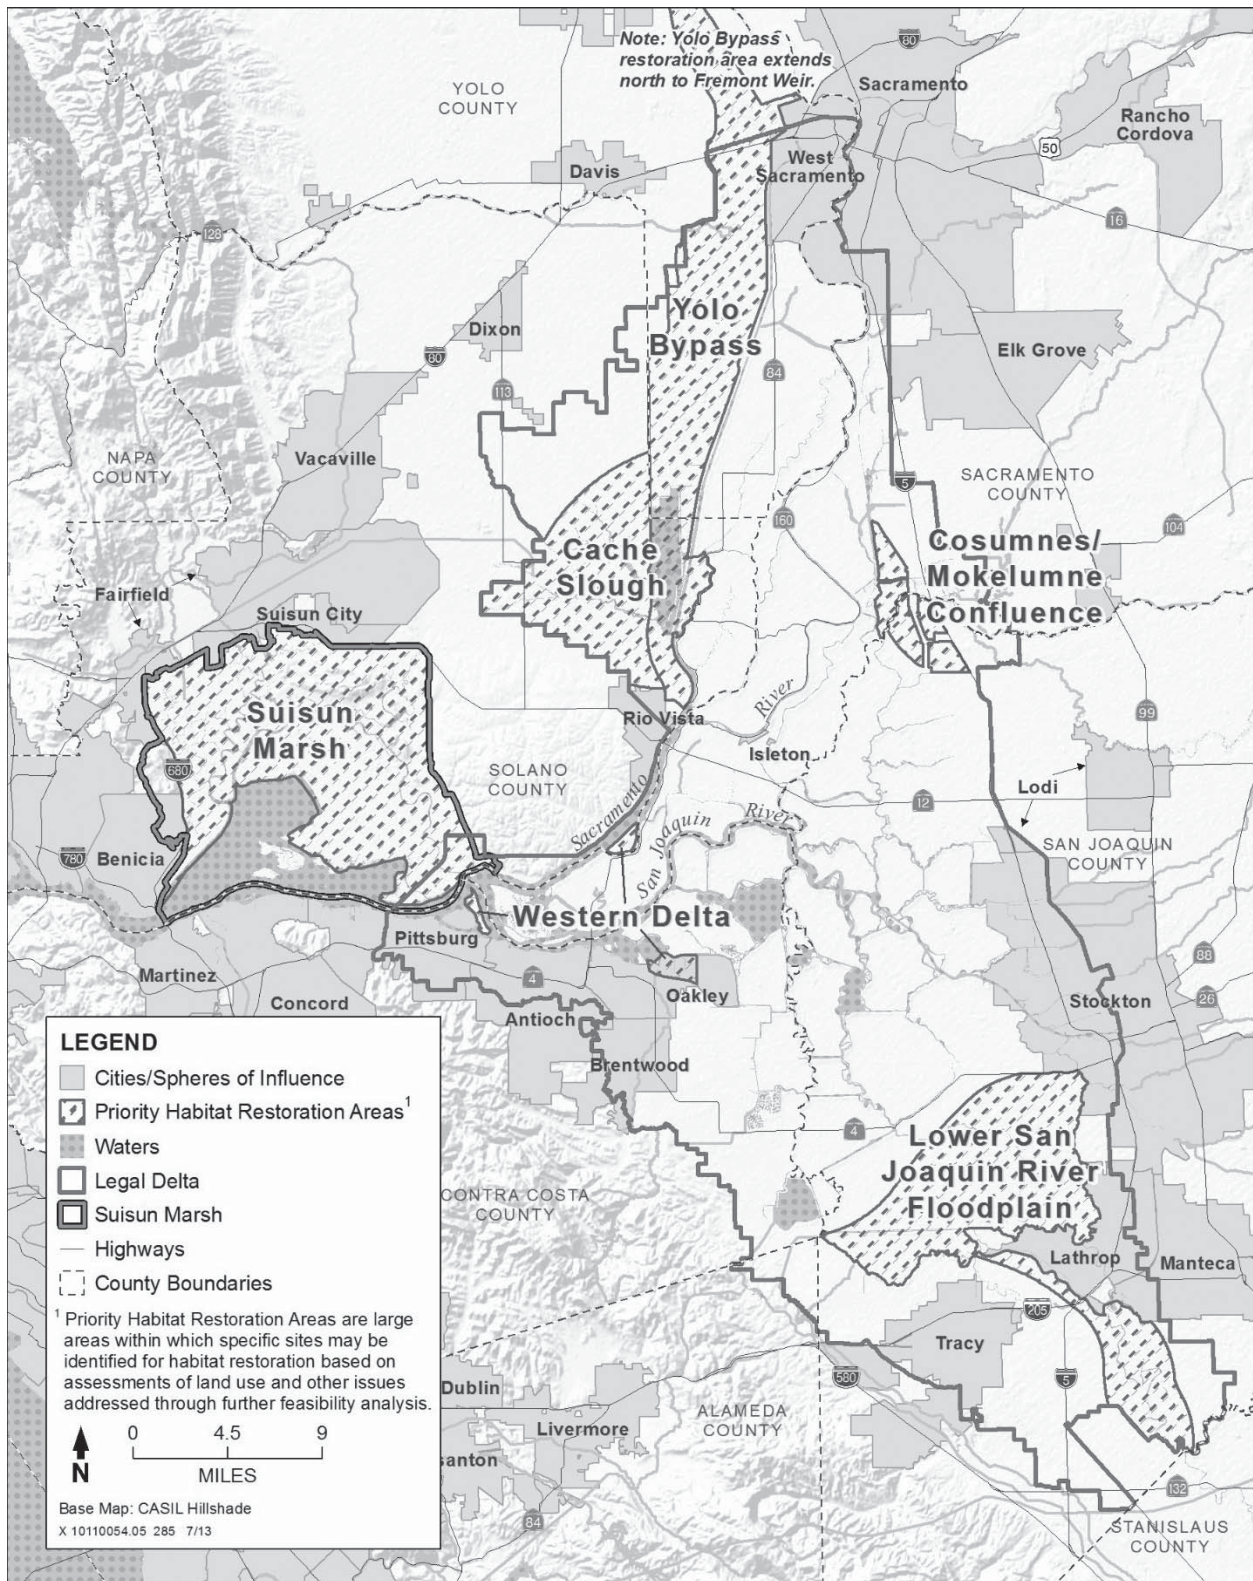 Note: Yolo Bypass
restoration area extends
north to Fremont Weir.
80
Sacramento
YOLO
COUNTY
Rancho
Cordova
50
Davis
West
Sacramento
128
16
Yolo
Bypass
Dixon
80
Elk Grove
84
113
NAPA
COUNTY
Vacaville
SACRAMENTO
COUNTY
5
160
104
Cache
Slough
Cosumnes/
Mokelumne
Confluence
Fairfield
Suisun City
Suisun
Marsh
River
Rio Vista
99
Isleton
680
SOLANO
COUNTY
Lodi
12
Sacramento
San Joaquin
River
SAN JOAQUIN
COUNTY
780
Benicia
Western Delta
Pittsburg
88
Martinez
4
Concord
Oakley
26
Stockton
Antioch
Brentwood
LEGEND
Cities/Spheres of Influence
Priority Habitat Restoration Areas1
Waters
Legal Delta
Suisun Marsh
Highways
County Boundaries
1 Priority Habitat Restoration Areas are large
areas within which specific sites may be
identified for habitat restoration based on
assessments of land use and other issues
addressed through further feasibility analysis.
0 4.5 9
MILES
N
Base Map: CASIL Hillshade
X 10110054.05 285 7/13
4
Lower San
Joaquin River
Floodplain
CONTRA COSTA
COUNTY
Lathrop
Manteca
205
Tracy
580
5
Dublin
Livermore
ALAMEDA
COUNTY
santon
84
132
STANISLAUS
COUNTY